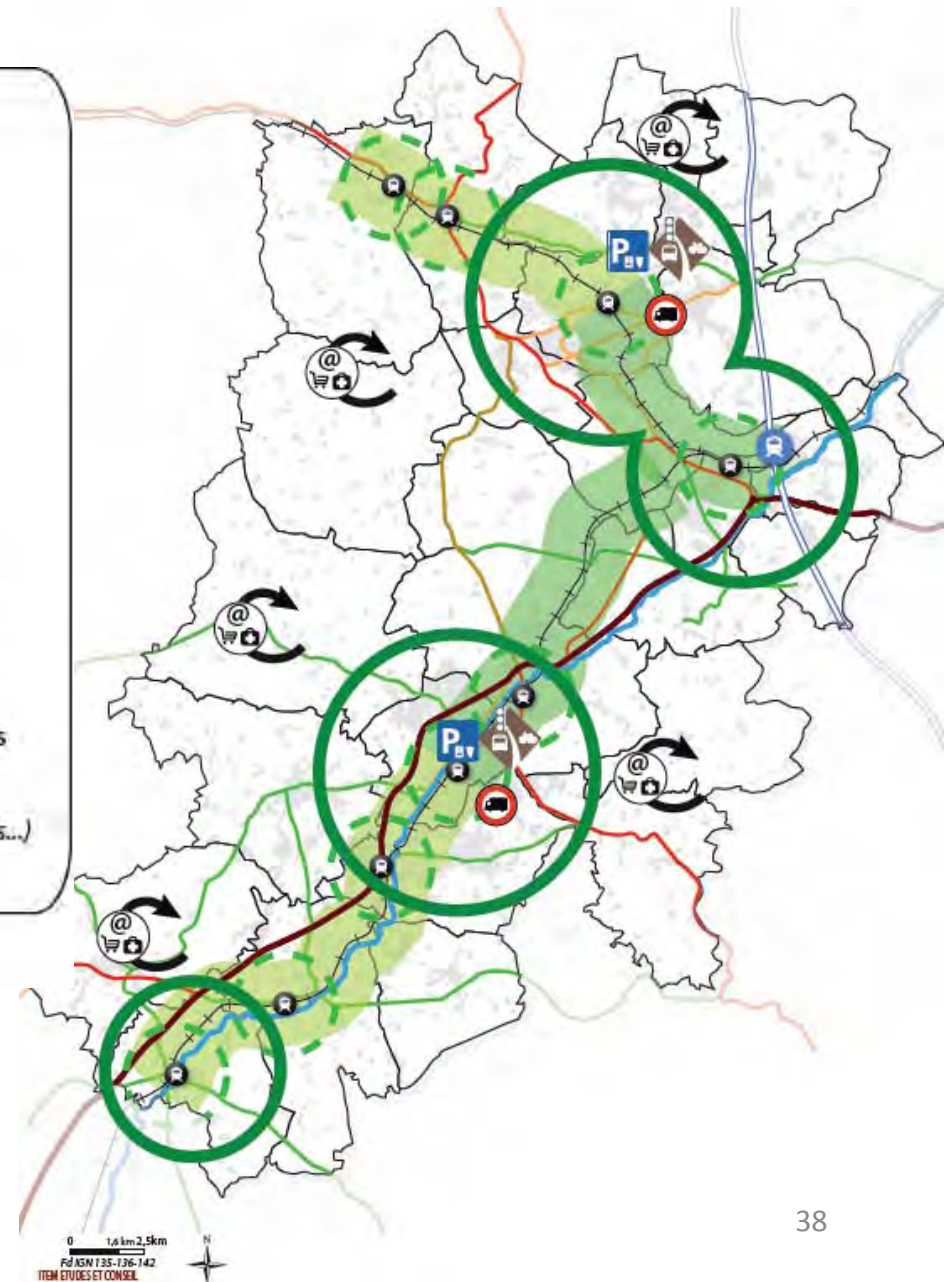 s
s...)
@
@
@
@
@
P
P
0 1,6 km 2,5km
Fd IGN 135-136-142
ITEM ETUDES ET CONSEIL
N
38